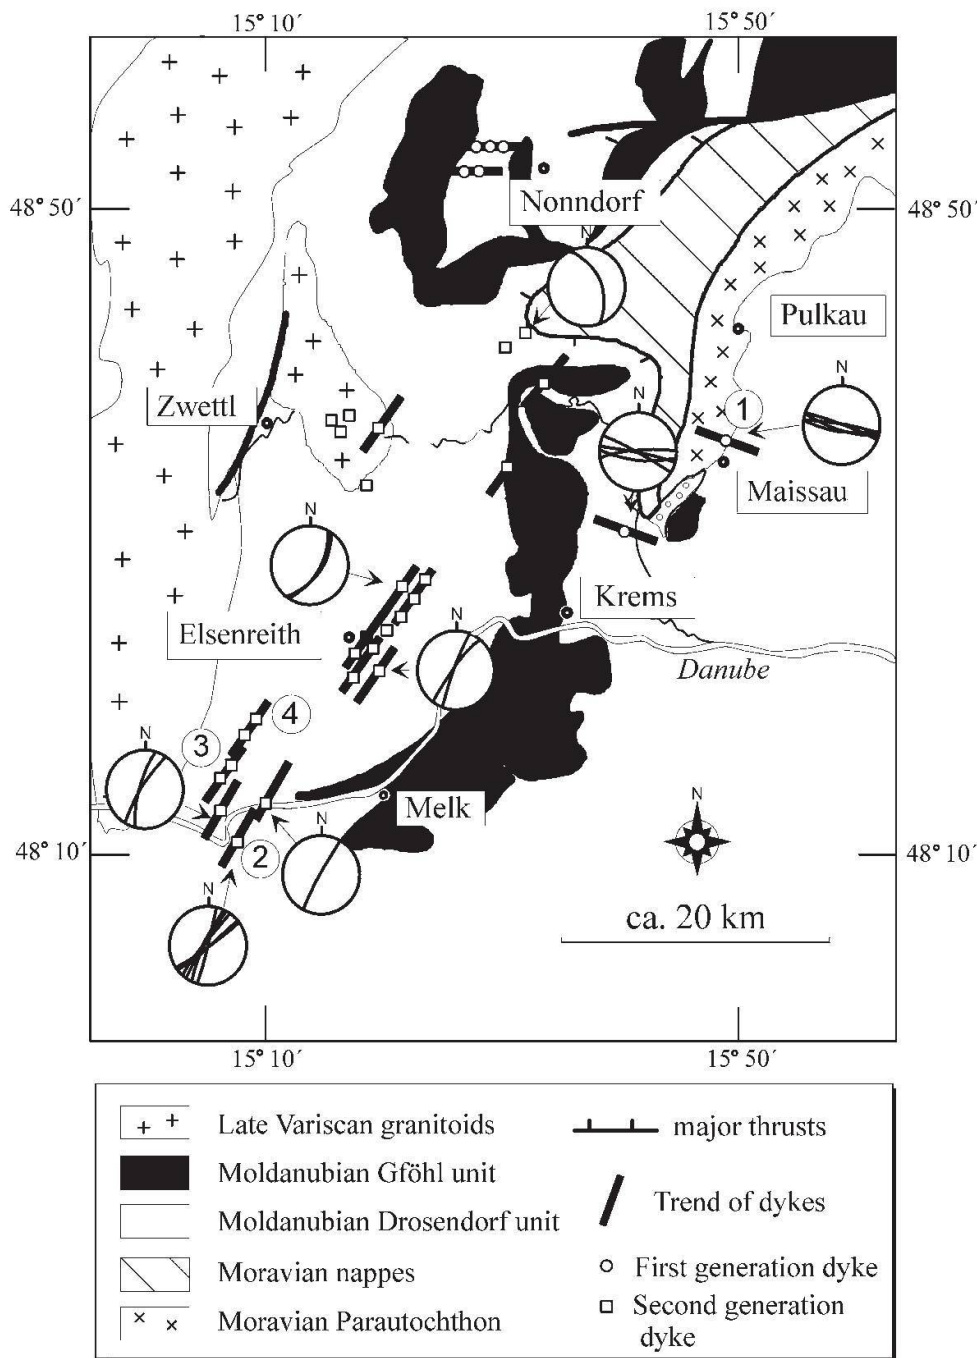 15° 10´
15° 50´
48° 50´
48° 50´
Nonndorf
N
Pulkau
Zwettl
N
1
N
Maissau
N
Krems
Elsenreith
N
Danube
4
3
N
Melk
N
48° 10´
48° 10´
N
2
ca. 20 km
N
15° 10´
15° 50´
Late Variscan granitoids
major thrusts
Moldanubian Gföhl unit
Trend of dykes
Moldanubian Drosendorf unit
Moravian nappes
First generation dyke
Moravian Parautochthon
Second generation
dyke